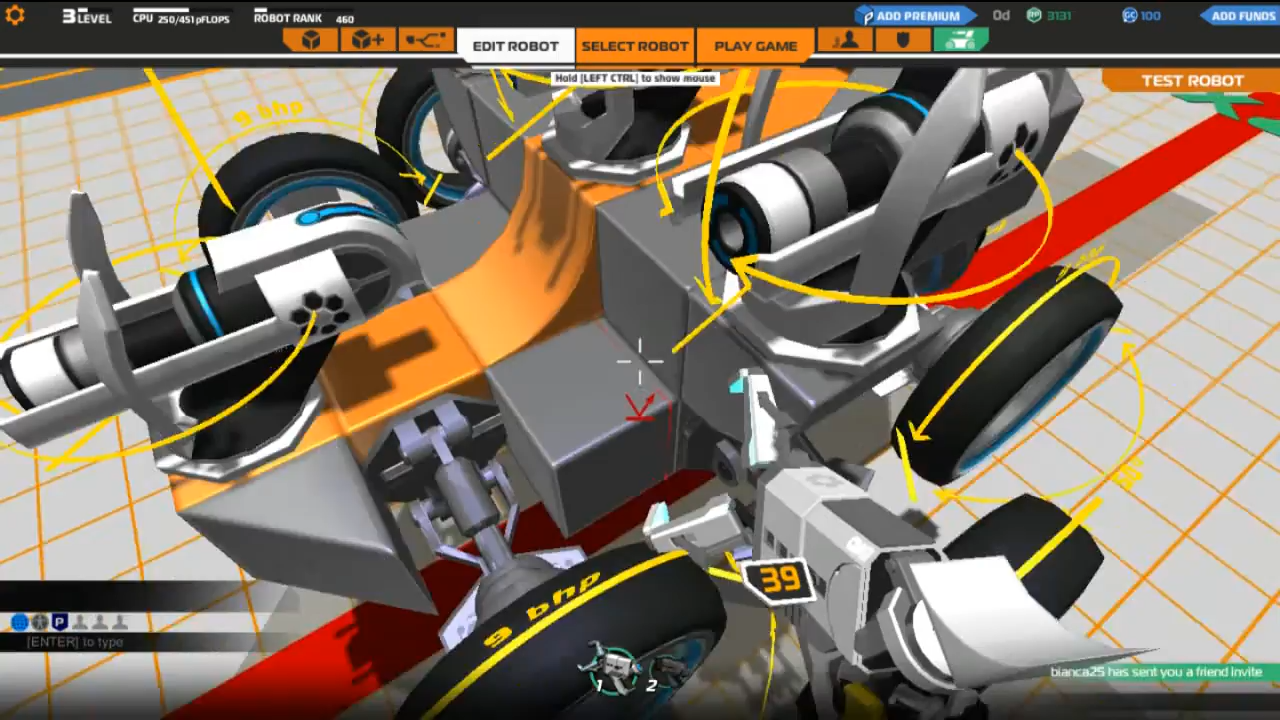 3 LEVEL CPU 250/451 pFLOPS ROBOT RANK 460 P ADD PREMIUM 0d RP 3131 GC 100 ADD FUNDS
EDIT ROBOT SELECT ROBOT PLAY GAME
Hold [LEFT CTRL] to show mouse
TEST ROBOT
9 bhp
39
9 bhp
P
[ENTER] to type
bianca25 has sent you a friend invite
1 2